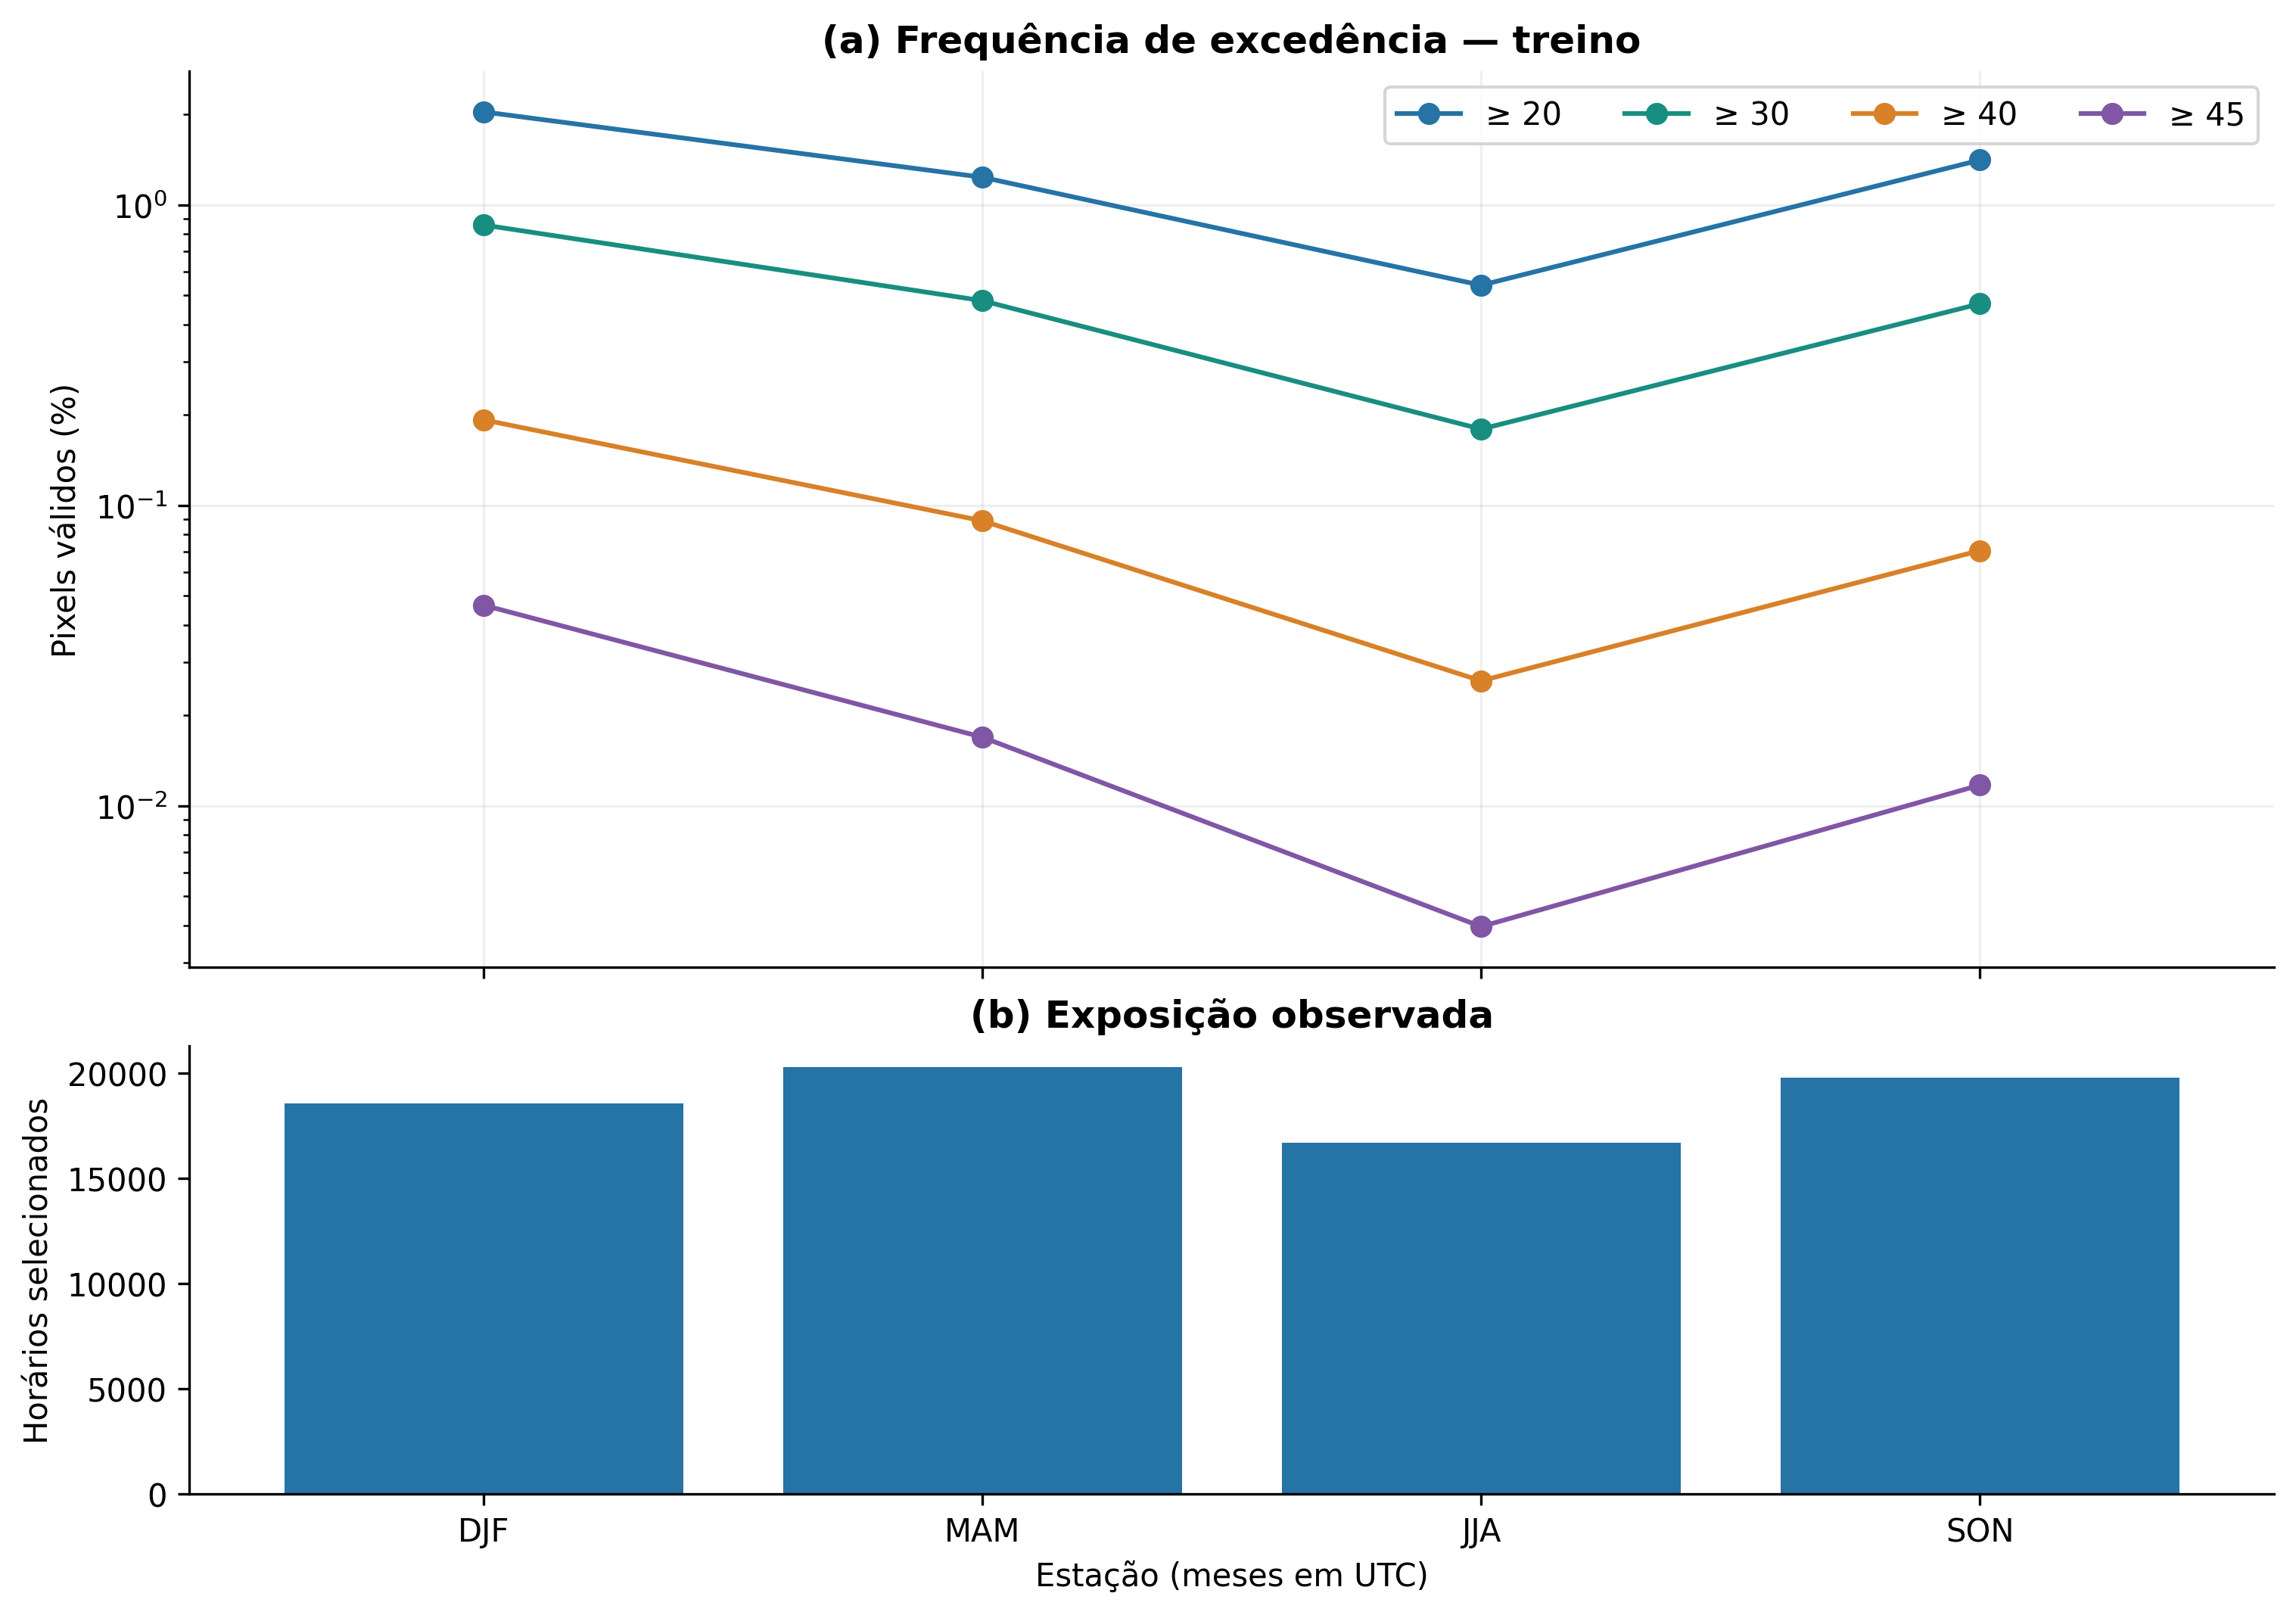 (a) Frequência de excedência — treino
≥ 20
≥ 30
≥ 40
≥ 45
Pixels válidos (%)
10⁰
10⁻¹
10⁻²
(b) Exposição observada
Horários selecionados
20000
15000
10000
5000
0
DJF
MAM
JJA
SON
Estação (meses em UTC)